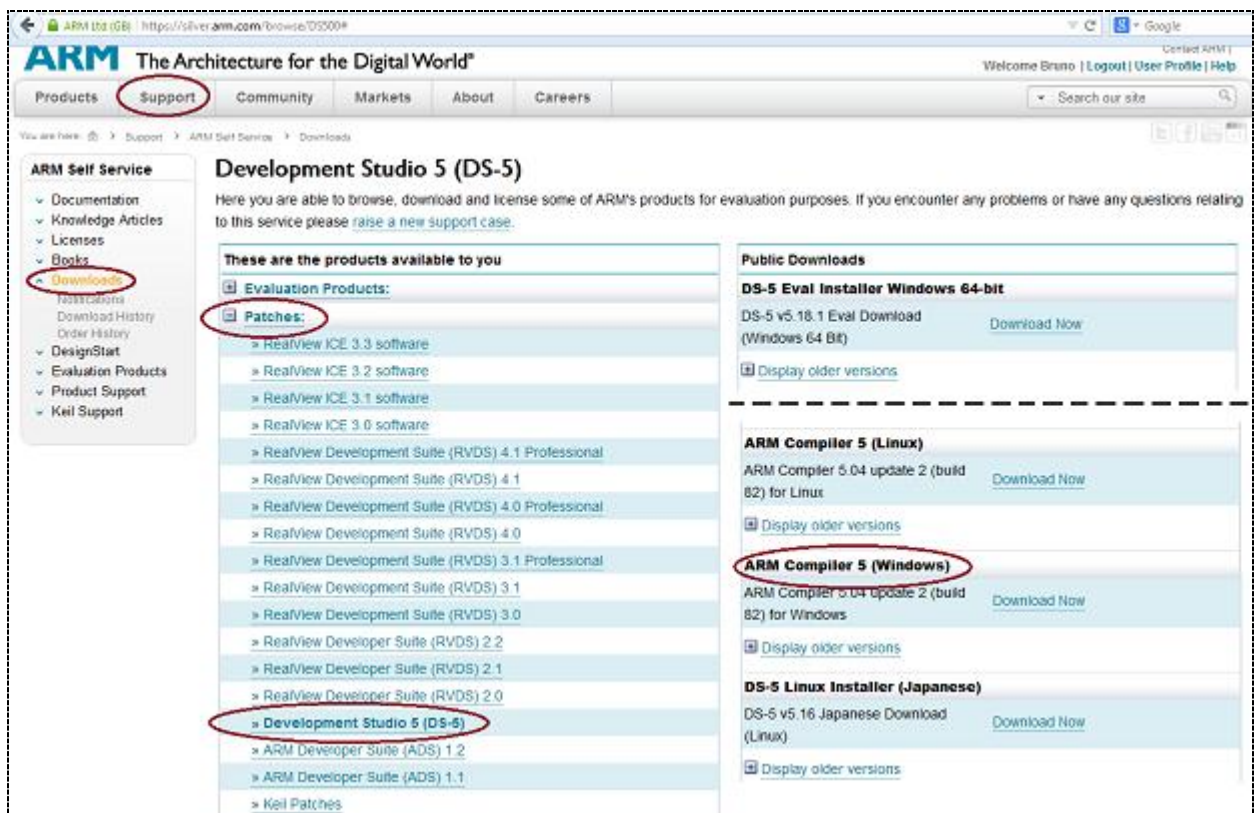 ARM Ltd (GB) https://silver.arm.com/browse/DS500#
Google
ARM The Architecture for the Digital World®
Contact ARM |
Welcome Bruno | Logout | User Profile | Help
Products Support Community Markets About Careers
Search our site
You are here: > Support > ARM Self Service > Downloads
ARM Self Service
Documentation
Knowledge Articles
Licenses
Books
Downloads
Notifications
Download History
Order History
DesignStart
Evaluation Products
Product Support
Keil Support
Development Studio 5 (DS-5)
Here you are able to browse, download and license some of ARM's products for evaluation purposes. If you encounter any problems or have any questions relating
to this service please raise a new support case.
These are the products available to you
Evaluation Products:
Patches:
» RealView ICE 3.3 software
» RealView ICE 3.2 software
» RealView ICE 3.1 software
» RealView ICE 3.0 software
» RealView Development Suite (RVDS) 4.1 Professional
» RealView Development Suite (RVDS) 4.1
» RealView Development Suite (RVDS) 4.0 Professional
» RealView Development Suite (RVDS) 4.0
» RealView Development Suite (RVDS) 3.1 Professional
» RealView Development Suite (RVDS) 3.1
» RealView Development Suite (RVDS) 3.0
» RealView Developer Suite (RVDS) 2.2
» RealView Developer Suite (RVDS) 2.1
» RealView Developer Suite (RVDS) 2.0
» Development Studio 5 (DS-5)
» ARM Developer Suite (ADS) 1.2
» ARM Developer Suite (ADS) 1.1
» Keil Patches
Public Downloads
DS-5 Eval Installer Windows 64-bit
DS-5 v5.18.1 Eval Download
(Windows 64 Bit)
Download Now
Display older versions
ARM Compiler 5 (Linux)
ARM Compiler 5.04 update 2 (build
82) for Linux
Download Now
Display older versions
ARM Compiler 5 (Windows)
ARM Compiler 5.04 update 2 (build
82) for Windows
Download Now
Display older versions
DS-5 Linux Installer (Japanese)
DS-5 v5.16 Japanese Download
(Linux)
Download Now
Display older versions